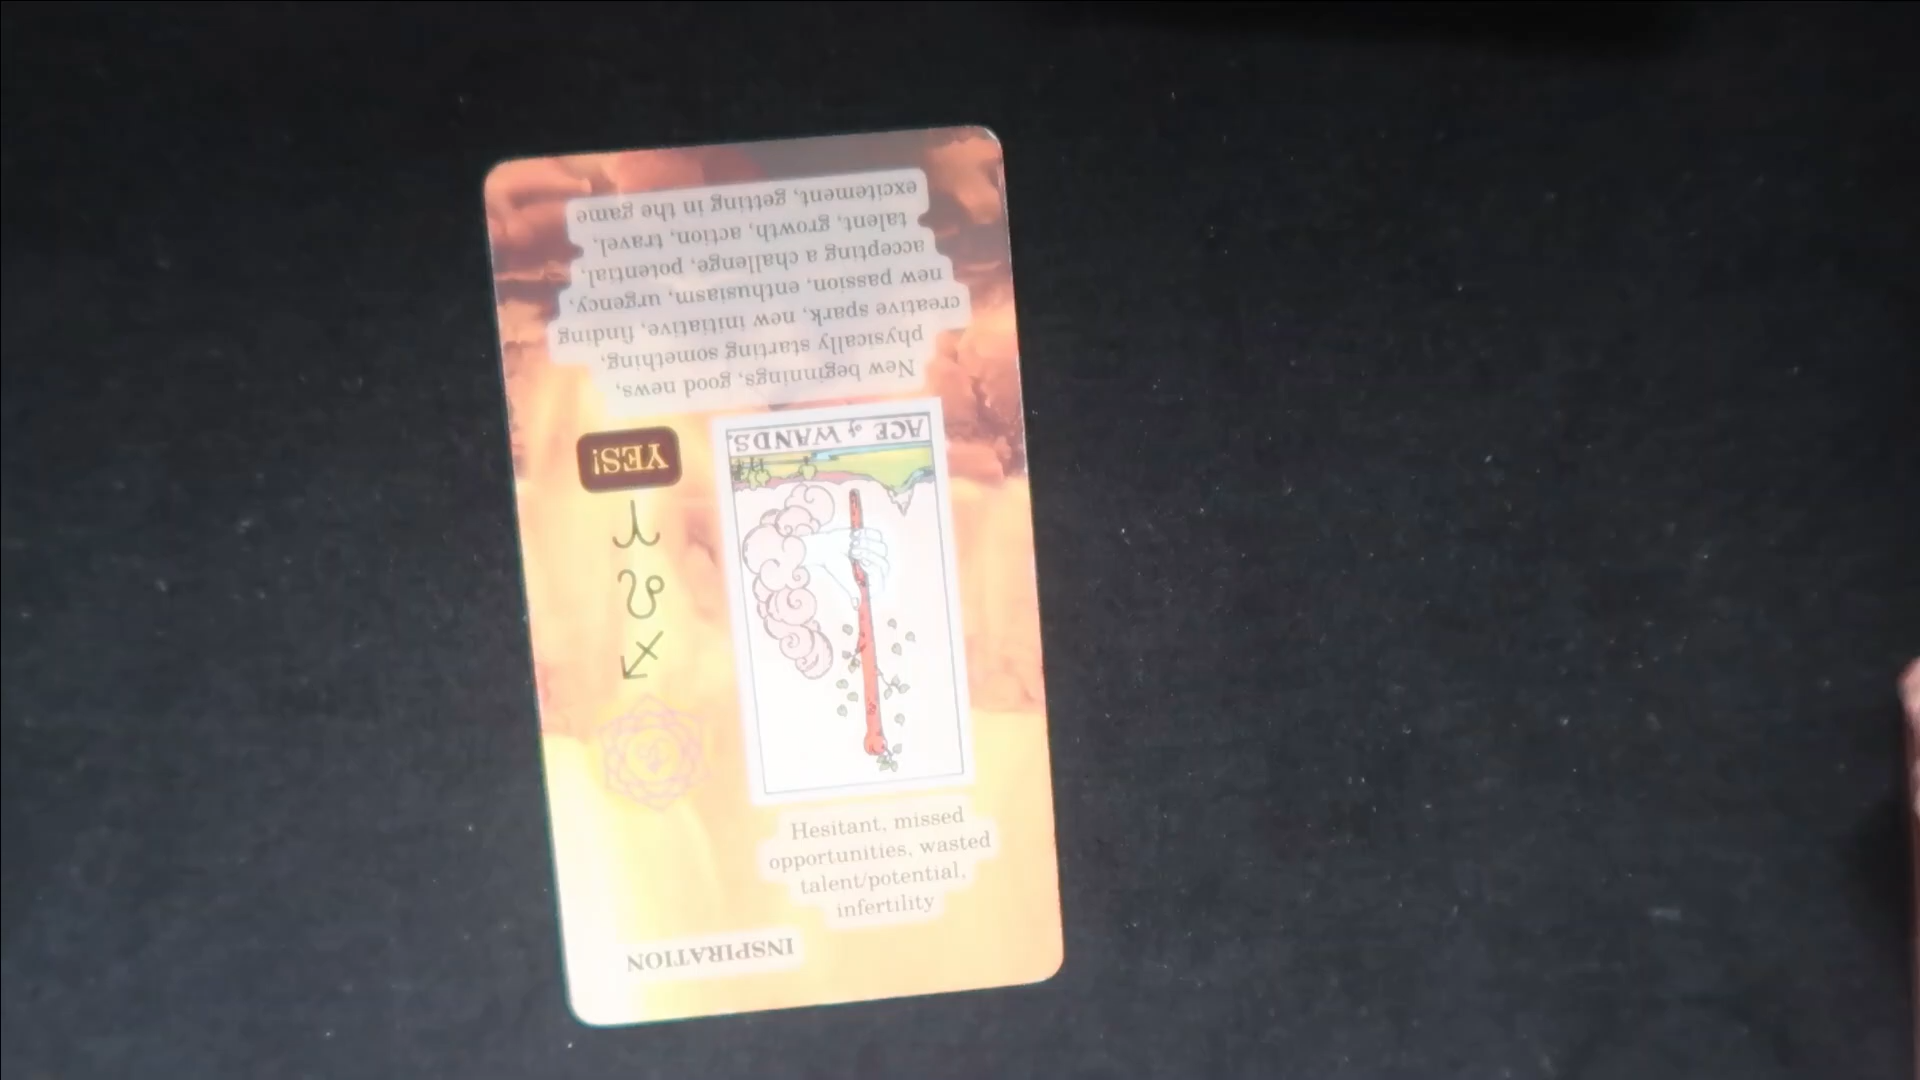 INSPIRATION
YES!
ACE of WANDS.
New beginnings, good news,
physically starting something,
creative spark, new initiative, finding
new passion, enthusiasm, urgency,
accepting a challenge, potential,
talent, growth, action, travel,
excitement, getting in the game
Hesitant, missed
opportunities, wasted
talent/potential,
infertility